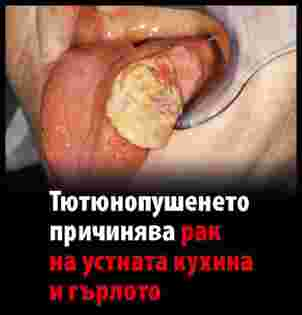 Тютюнопушенето
причинява рак
на устната кухина
и гърлото